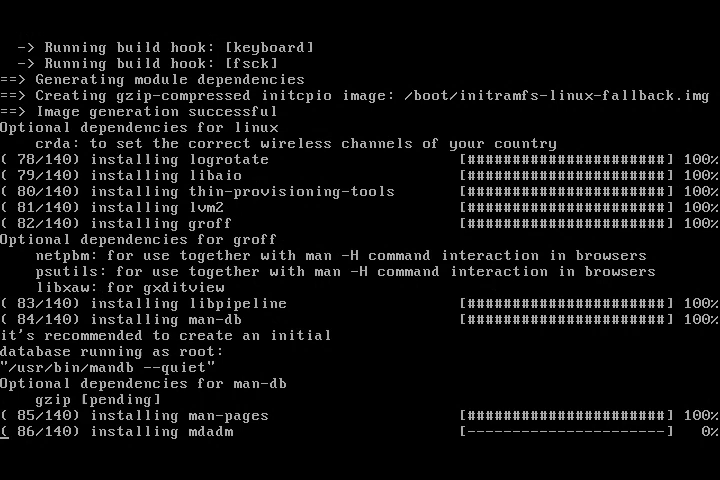 -> Running build hook: [keyboard]
-> Running build hook: [fsck]
==> Generating module dependencies
==> Creating gzip-compressed initcpio image: /boot/initramfs-linux-fallback.img
==> Image generation successful
Optional dependencies for linux
crda: to set the correct wireless channels of your country
( 78/140) installing logrotate [######################] 100%
( 79/140) installing libaio [######################] 100%
( 80/140) installing thin-provisioning-tools [######################] 100%
( 81/140) installing lvm2 [######################] 100%
( 82/140) installing groff [######################] 100%
Optional dependencies for groff
netpbm: for use together with man -H command interaction in browsers
psutils: for use together with man -H command interaction in browsers
libxaw: for gxditview
( 83/140) installing libpipeline [######################] 100%
( 84/140) installing man-db [######################] 100%
it's recommended to create an initial
database running as root:
"/usr/bin/mandb --quiet"
Optional dependencies for man-db
gzip [pending]
( 85/140) installing man-pages [######################] 100%
( 86/140) installing mdadm [----------------------] 0%